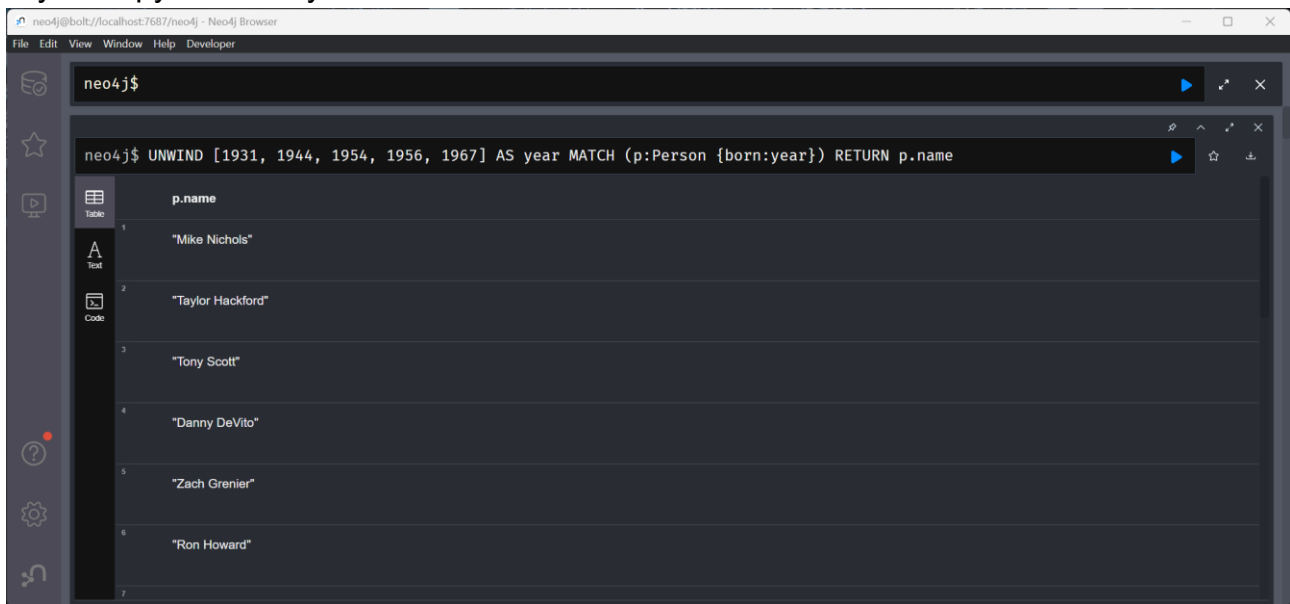 neo4j@bolt://localhost:7687/neo4j - Neo4j Browser
File Edit View Window Help Developer
neo4j$
neo4j$ UNWIND [1931, 1944, 1954, 1956, 1967] AS year MATCH (p:Person {born:year}) RETURN p.name
Table
p.name
1
"Mike Nichols"
Text
2
"Taylor Hackford"
Code
3
"Tony Scott"
4
"Danny DeVito"
5
"Zach Grenier"
6
"Ron Howard"
7